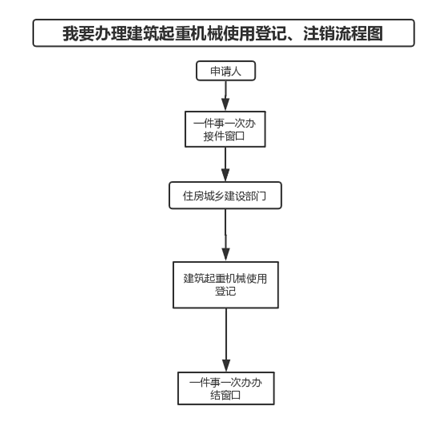 我要办理建筑起重机械使用登记、注销流程图
申请人
一件事一次办
接件窗口
住房城乡建设部门
建筑起重机械使用
登记
一件事一次办办
结窗口